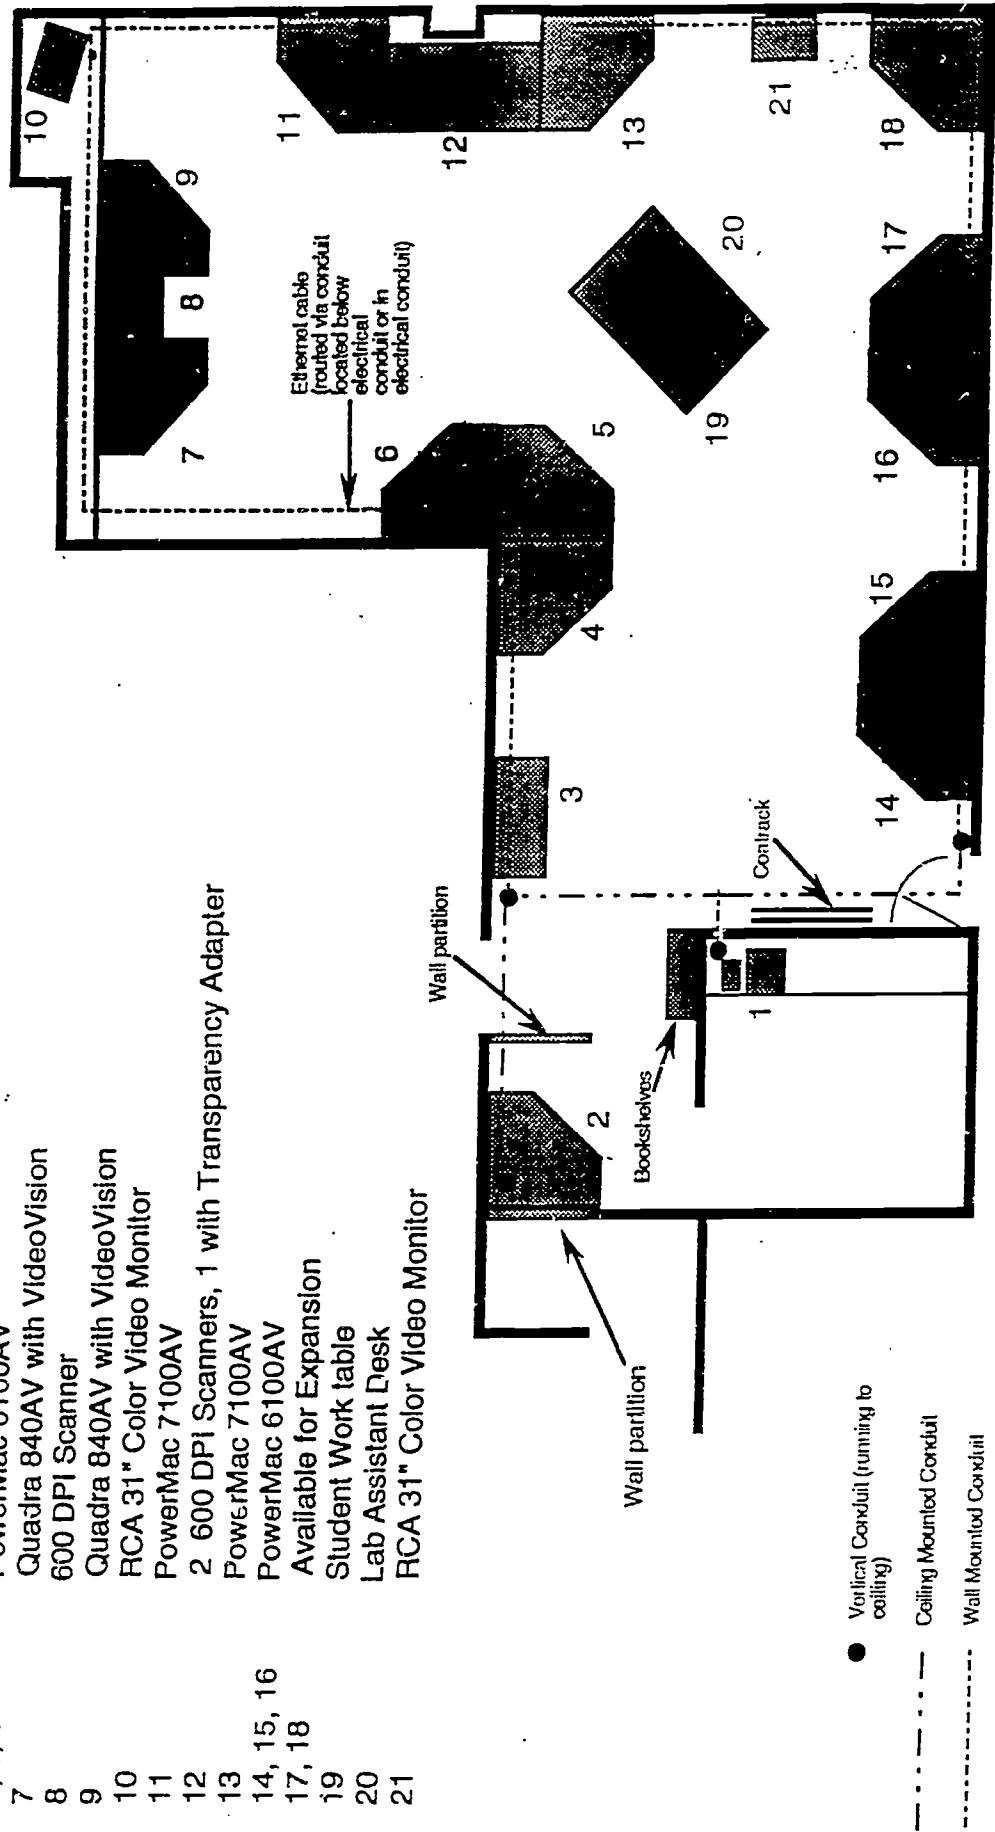 7 Quadra 840AV with VideoVision
8 600 DPI Scanner
9 Quadra 840AV with VideoVision
10 RCA 31" Color Video Monitor
11 PowerMac 7100AV
12 2 600 DPI Scanners, 1 with Transparency Adapter
13 PowerMac 7100AV
14, 15, 16 PowerMac 6100AV
17, 18 Available for Expansion
19 Student Work table
20 Lab Assistant Desk
21 RCA 31" Color Video Monitor
10
9
8
7
11
12
13
21
18
Ethernet cable
(routed via conduit
located below
electrical
conduit or in
electrical conduit)
6
5
4
3
20
19
17
16
15
14
Wall partition
Contrack
2
Bookshelves
1
Wall partition
Vertical Conduit (running to
ceiling)
Ceiling Mounted Conduit
Wall Mounted Conduit